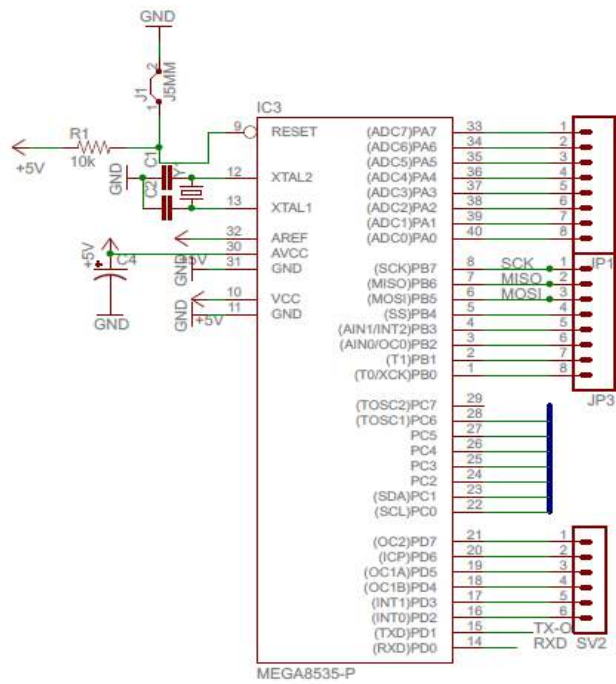 GND
2
J1
J5MM
1
IC3
R1
10k
+5V
9
RESET
GND
C1
C2
Y
12
XTAL2
13
XTAL1
32
AREF
30
AVCC
31
GND
10
VCC
11
GND
+5V
C4
GND
+5V
GND
GND
+5V
(ADC7)PA7 33 1
(ADC6)PA6 34 2
(ADC5)PA5 35 3
(ADC4)PA4 36 4
(ADC3)PA3 37 5
(ADC2)PA2 38 6
(ADC1)PA1 39 7
(ADC0)PA0 40 8
JP1
(SCK)PB7 8 SCK 1
(MISO)PB6 7 MISO 2
(MOSI)PB5 6 MOSI 3
(SS)PB4 5 4
(AIN1/INT2)PB3 4 5
(AIN0/OC0)PB2 3 6
(T1)PB1 2 7
(T0/XCK)PB0 1 8
JP3
(TOSC2)PC7 29
(TOSC1)PC6 28
PC5 27
PC4 26
PC3 25
PC2 24
(SDA)PC1 23
(SCL)PC0 22
(OC2)PD7 21 1
(ICP)PD6 20 2
(OC1A)PD5 19 3
(OC1B)PD4 18 4
(INT1)PD3 17 5
(INT0)PD2 16 6
(TXD)PD1 15 TX-O
(RXD)PD0 14 RXD SV2
MEGA8535-P